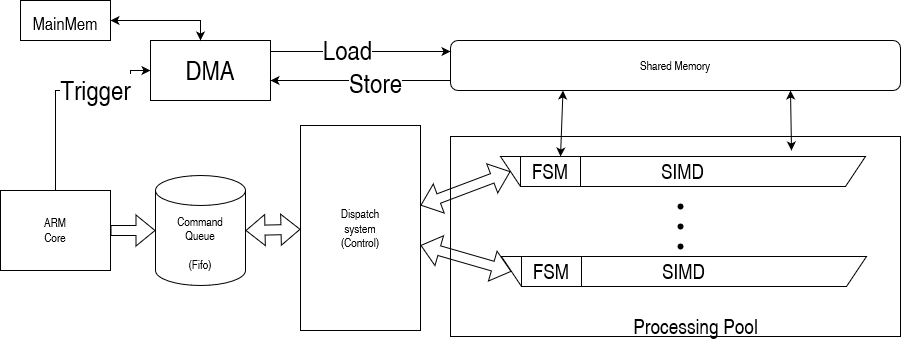 MainMem
DMA
Load
Store
Shared Memory
Trigger
ARM
Core
Command
Queue
(Fifo)
Dispatch
system
(Control)
FSM
SIMD
FSM
SIMD
Processing Pool